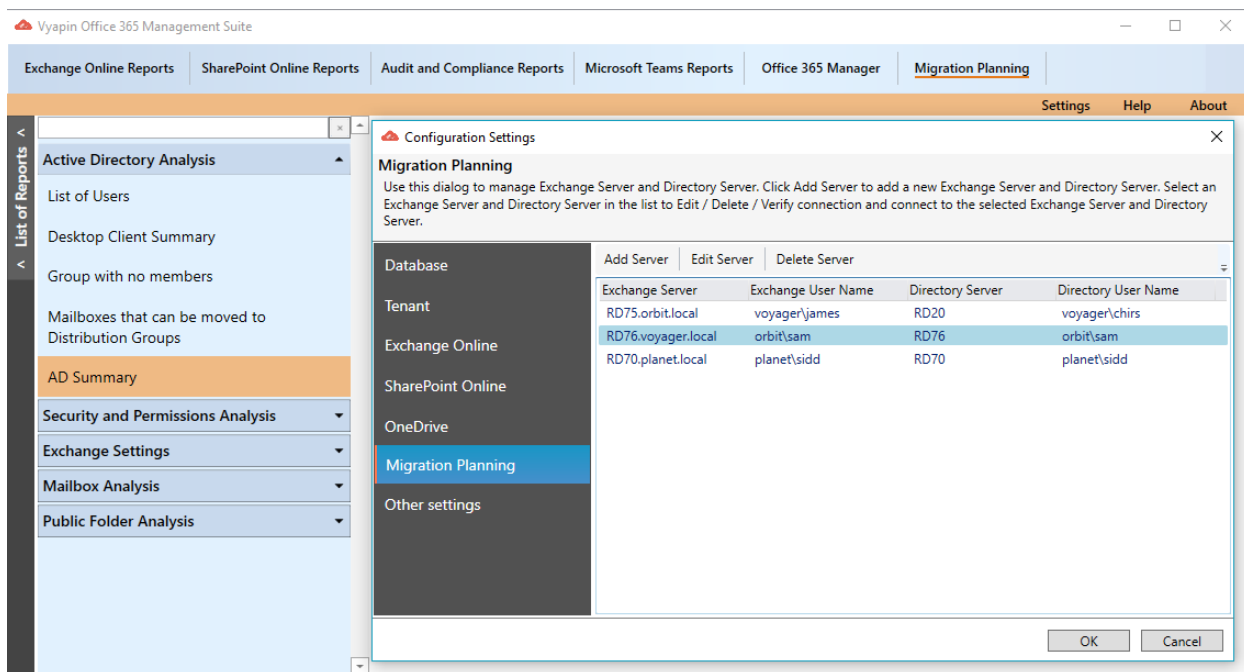 Vyapin Office 365 Management Suite
Exchange Online Reports SharePoint Online Reports Audit and Compliance Reports Microsoft Teams Reports Office 365 Manager Migration Planning
Settings Help About
List of Reports
Active Directory Analysis
List of Users
Desktop Client Summary
Group with no members
Mailboxes that can be moved to
Distribution Groups
AD Summary
Security and Permissions Analysis
Exchange Settings
Mailbox Analysis
Public Folder Analysis
Configuration Settings
Migration Planning
Use this dialog to manage Exchange Server and Directory Server. Click Add Server to add a new Exchange Server and Directory Server. Select an
Exchange Server and Directory Server in the list to Edit / Delete / Verify connection and connect to the selected Exchange Server and Directory
Server.
Database
Tenant
Exchange Online
SharePoint Online
OneDrive
Migration Planning
Other settings
Add Server Edit Server Delete Server
Exchange Server Exchange User Name Directory Server Directory User Name
RD75.orbit.local voyager\james RD20 voyager\chirs
RD76.voyager.local orbit\sam RD76 orbit\sam
RD70.planet.local planet\sidd RD70 planet\sidd
OK Cancel